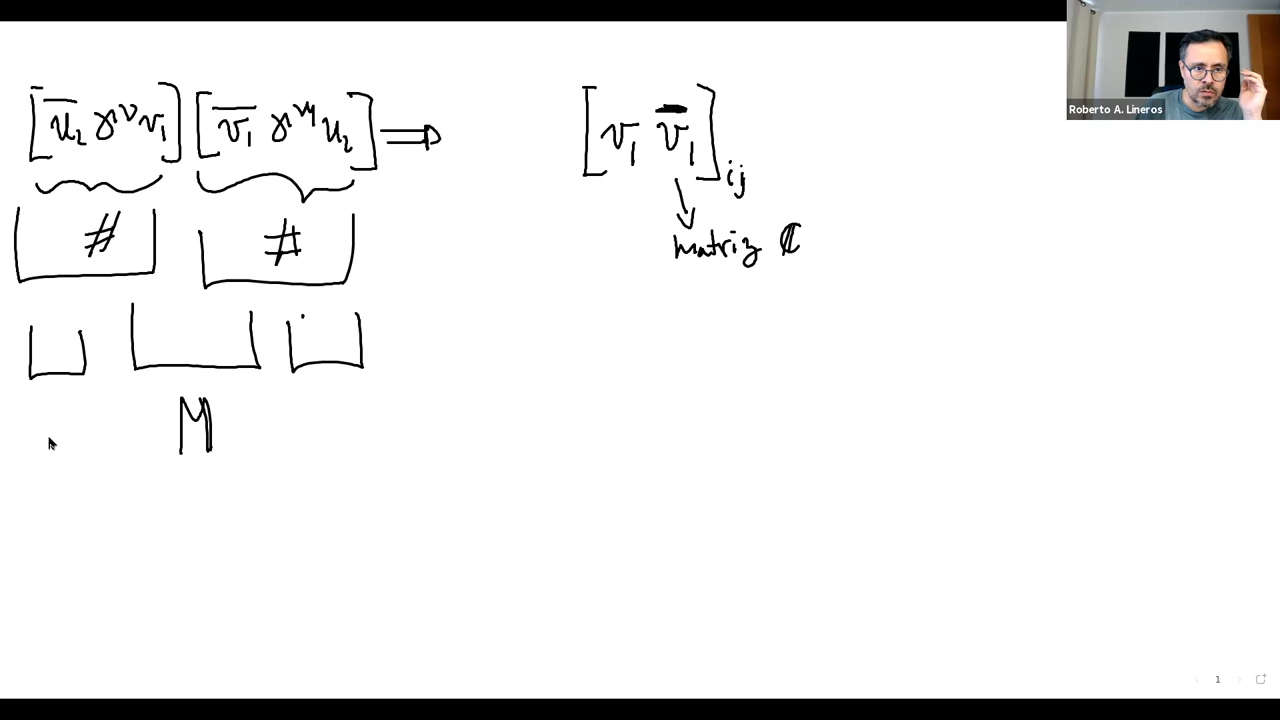 [ū₂ γ^ν v₁] [v̄₁ γ^μ u₂] ⇒ [v₁ v̄₁]ᵢⱼ
# #
matriz ℂ
M
Roberto A. Lineros
1